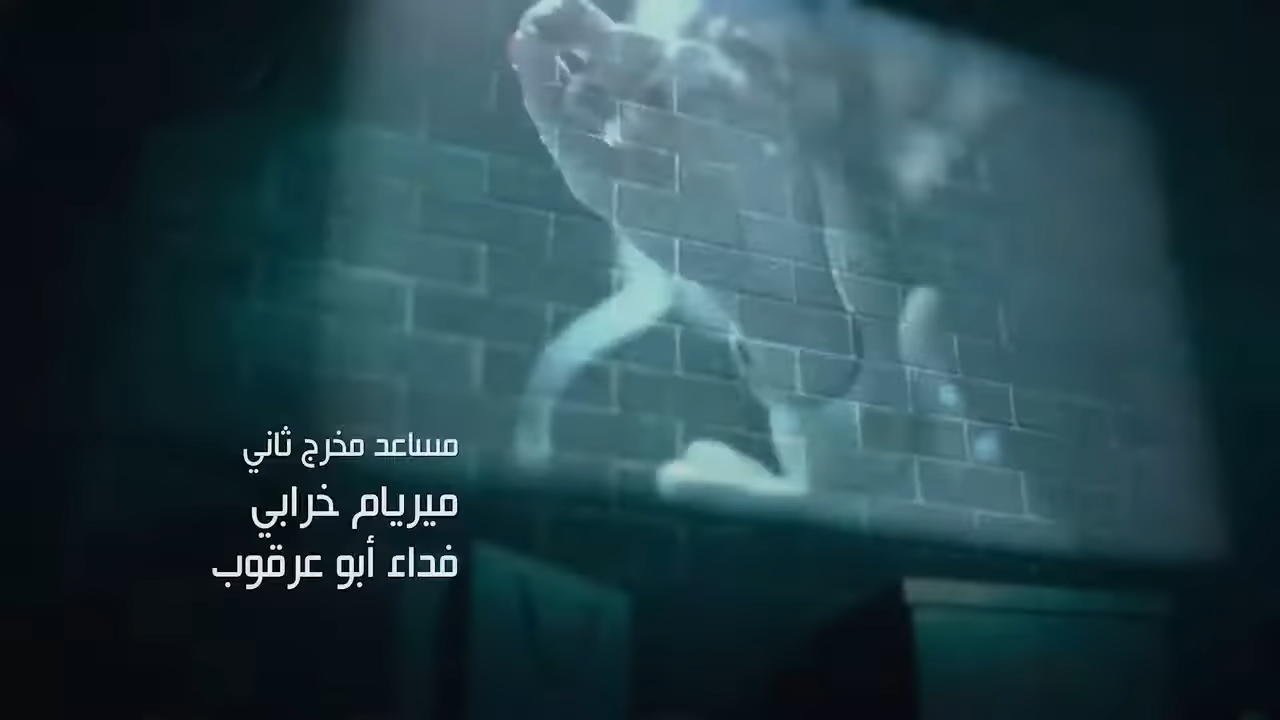 مساعد مخرج ثاني
ميريام خرابي
فداء أبو عرقوب